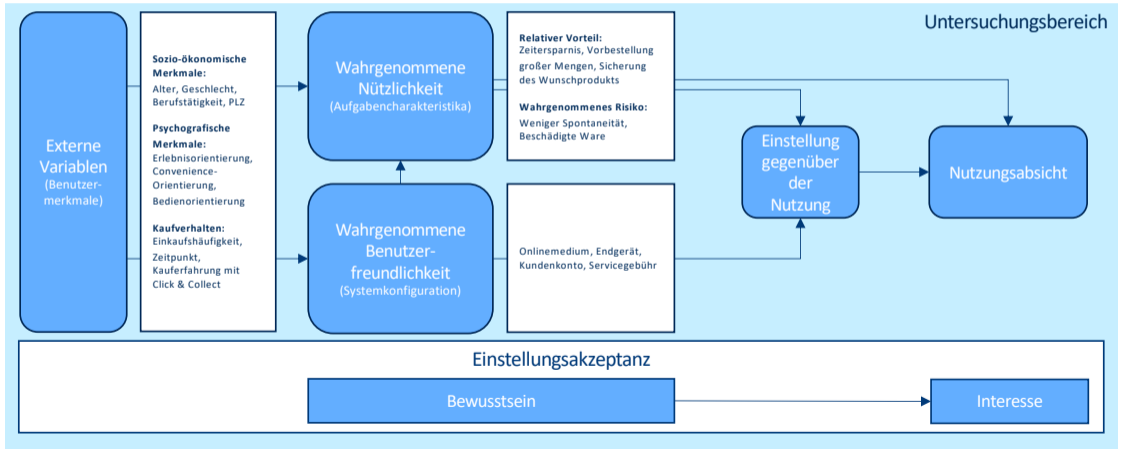 Untersuchungsbereich
Externe
Variablen
(Benutzer-
merkmale)
Sozio-ökonomische
Merkmale:
Alter, Geschlecht,
Berufstätigkeit, PLZ
Psychografische
Merkmale:
Erlebnisorientierung,
Convenience-
Orientierung,
Bedienorientierung
Kaufverhalten:
Einkaufshäufigkeit,
Zeitpunkt,
Kauferfahrung mit
Click & Collect
Wahrgenommene
Nützlichkeit
(Aufgabencharakteristika)
Wahrgenommene
Benutzer-
freundlichkeit
(Systemkonfiguration)
Relativer Vorteil:
Zeitersparnis, Vorbestellung
großer Mengen, Sicherung
des Wunschprodukts
Wahrgenommenes Risiko:
Weniger Spontaneität,
Beschädigte Ware
Onlinemedium, Endgerät,
Kundenkonto, Servicegebühr
Einstellung
gegenüber
der
Nutzung
Nutzungsabsicht
Einstellungsakzeptanz
Bewusstsein
Interesse